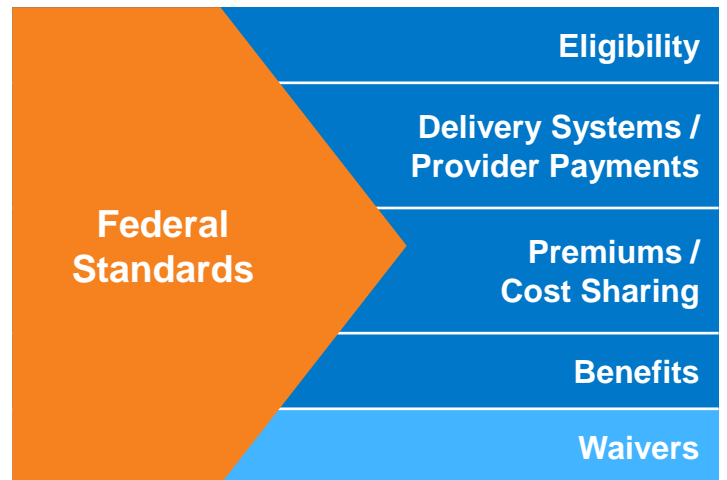 Federal
Standards
Eligibility
Delivery Systems /
Provider Payments
Premiums /
Cost Sharing
Benefits
Waivers